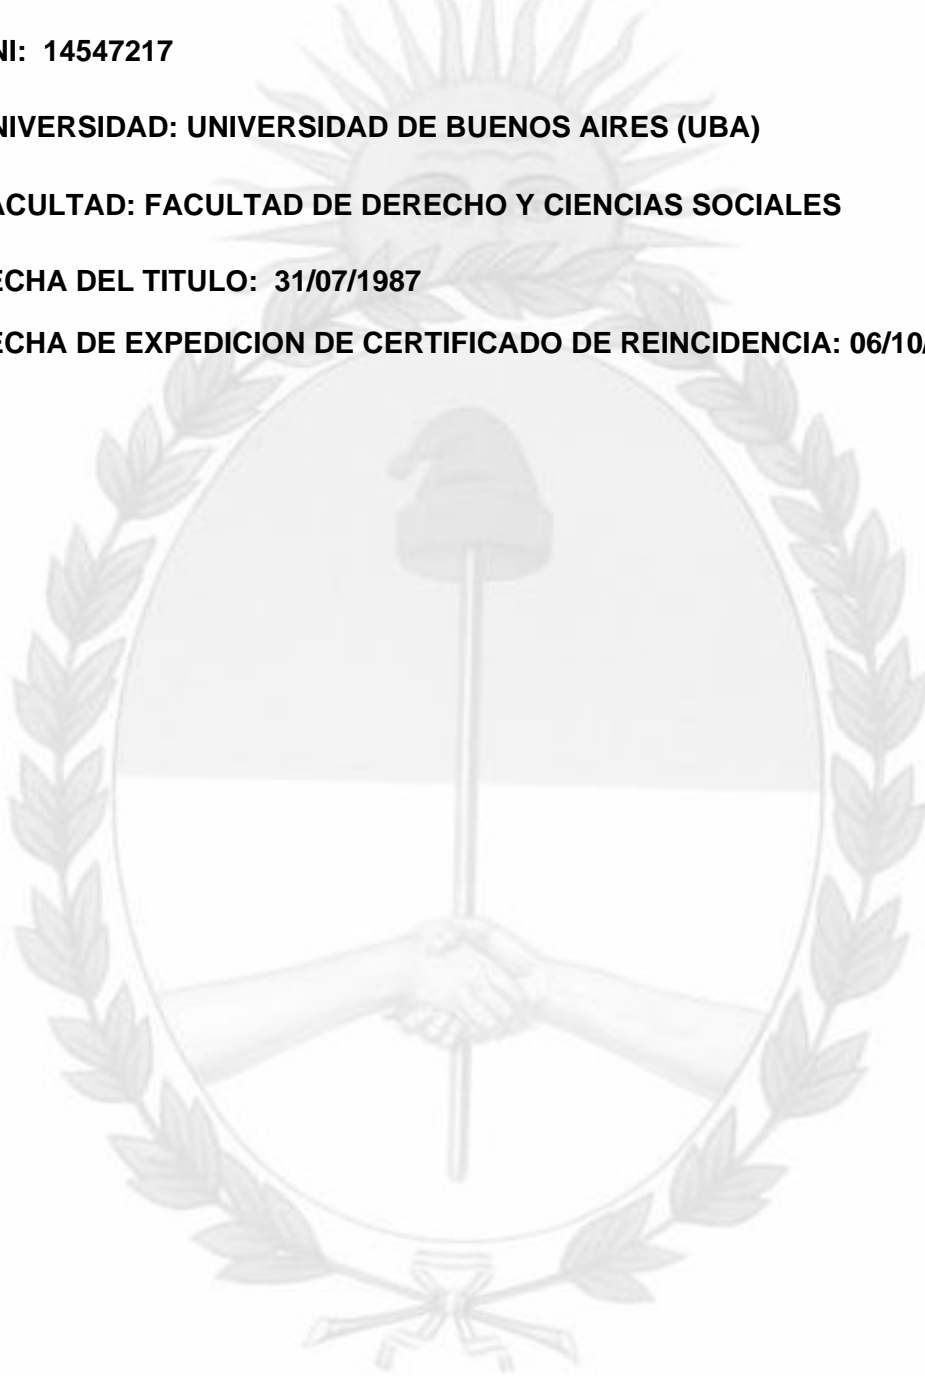 NI: 14547217
NIVERSIDAD: UNIVERSIDAD DE BUENOS AIRES (UBA)
ACULTAD: FACULTAD DE DERECHO Y CIENCIAS SOCIALES
ECHA DEL TITULO: 31/07/1987
ECHA DE EXPEDICION DE CERTIFICADO DE REINCIDENCIA: 06/10/